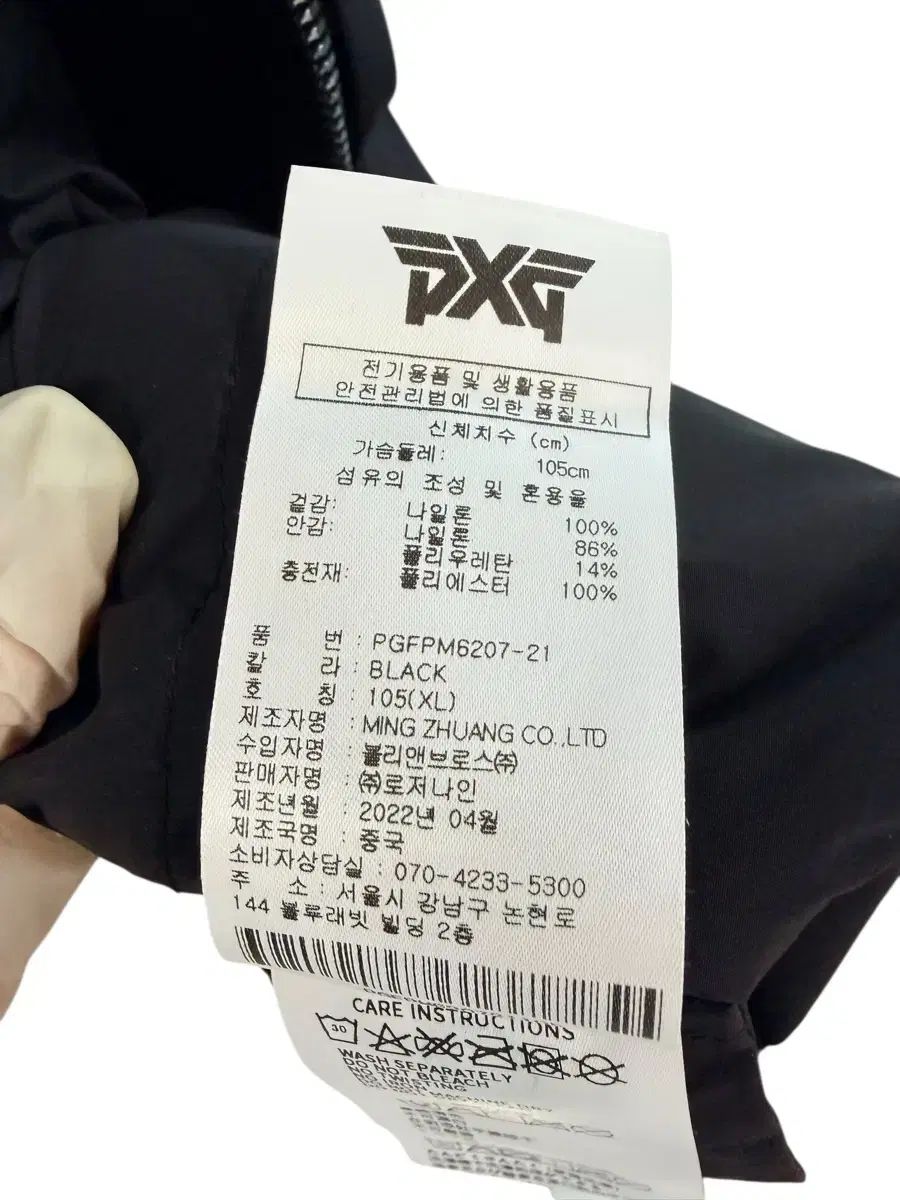 PXG
전기용품 및 생활용품
안전관리법에 의한 품질표시
신체치수 (cm)
가슴둘레: 105cm
섬유의 조성 및 혼용율
겉감: 나일론 100%
안감: 나일론 86%
폴리우레탄 14%
충전재: 폴리에스터 100%
품 번 : PGFPM6207-21
칼 라 : BLACK
호 칭 : 105(XL)
제조자명 : MING ZHUANG CO.,LTD
수입자명 : 볼리앤브로스㈜
판매자명 : ㈜로저나인
제조년월 : 2022년 04월
제조국명 : 중국
소비자상담실 : 070-4233-5300
주 소 : 서울시 강남구 논현로
144 블루래빗 빌딩 2층
CARE INSTRUCTIONS
30
WASH SEPARATELY
DO NOT BLEACH
NO TWISTING